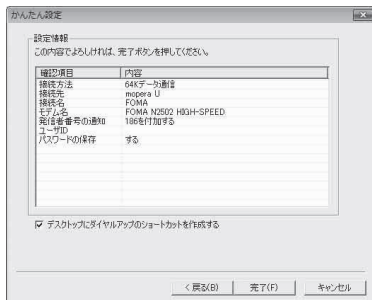 かんたん設定
設定情報
この内容でよろしければ、完了ボタンを押してください。
確認項目 内容
接続方法 64Kデータ通信
接続先 mopera U
接続名 FOMA
モデム名 FOMA N2502 HIGH-SPEED
発信者番号の通知 186を付加する
ユーザID
パスワードの保存 する
デスクトップにダイヤルアップのショートカットを作成する
< 戻る(B) 完了(F) キャンセル